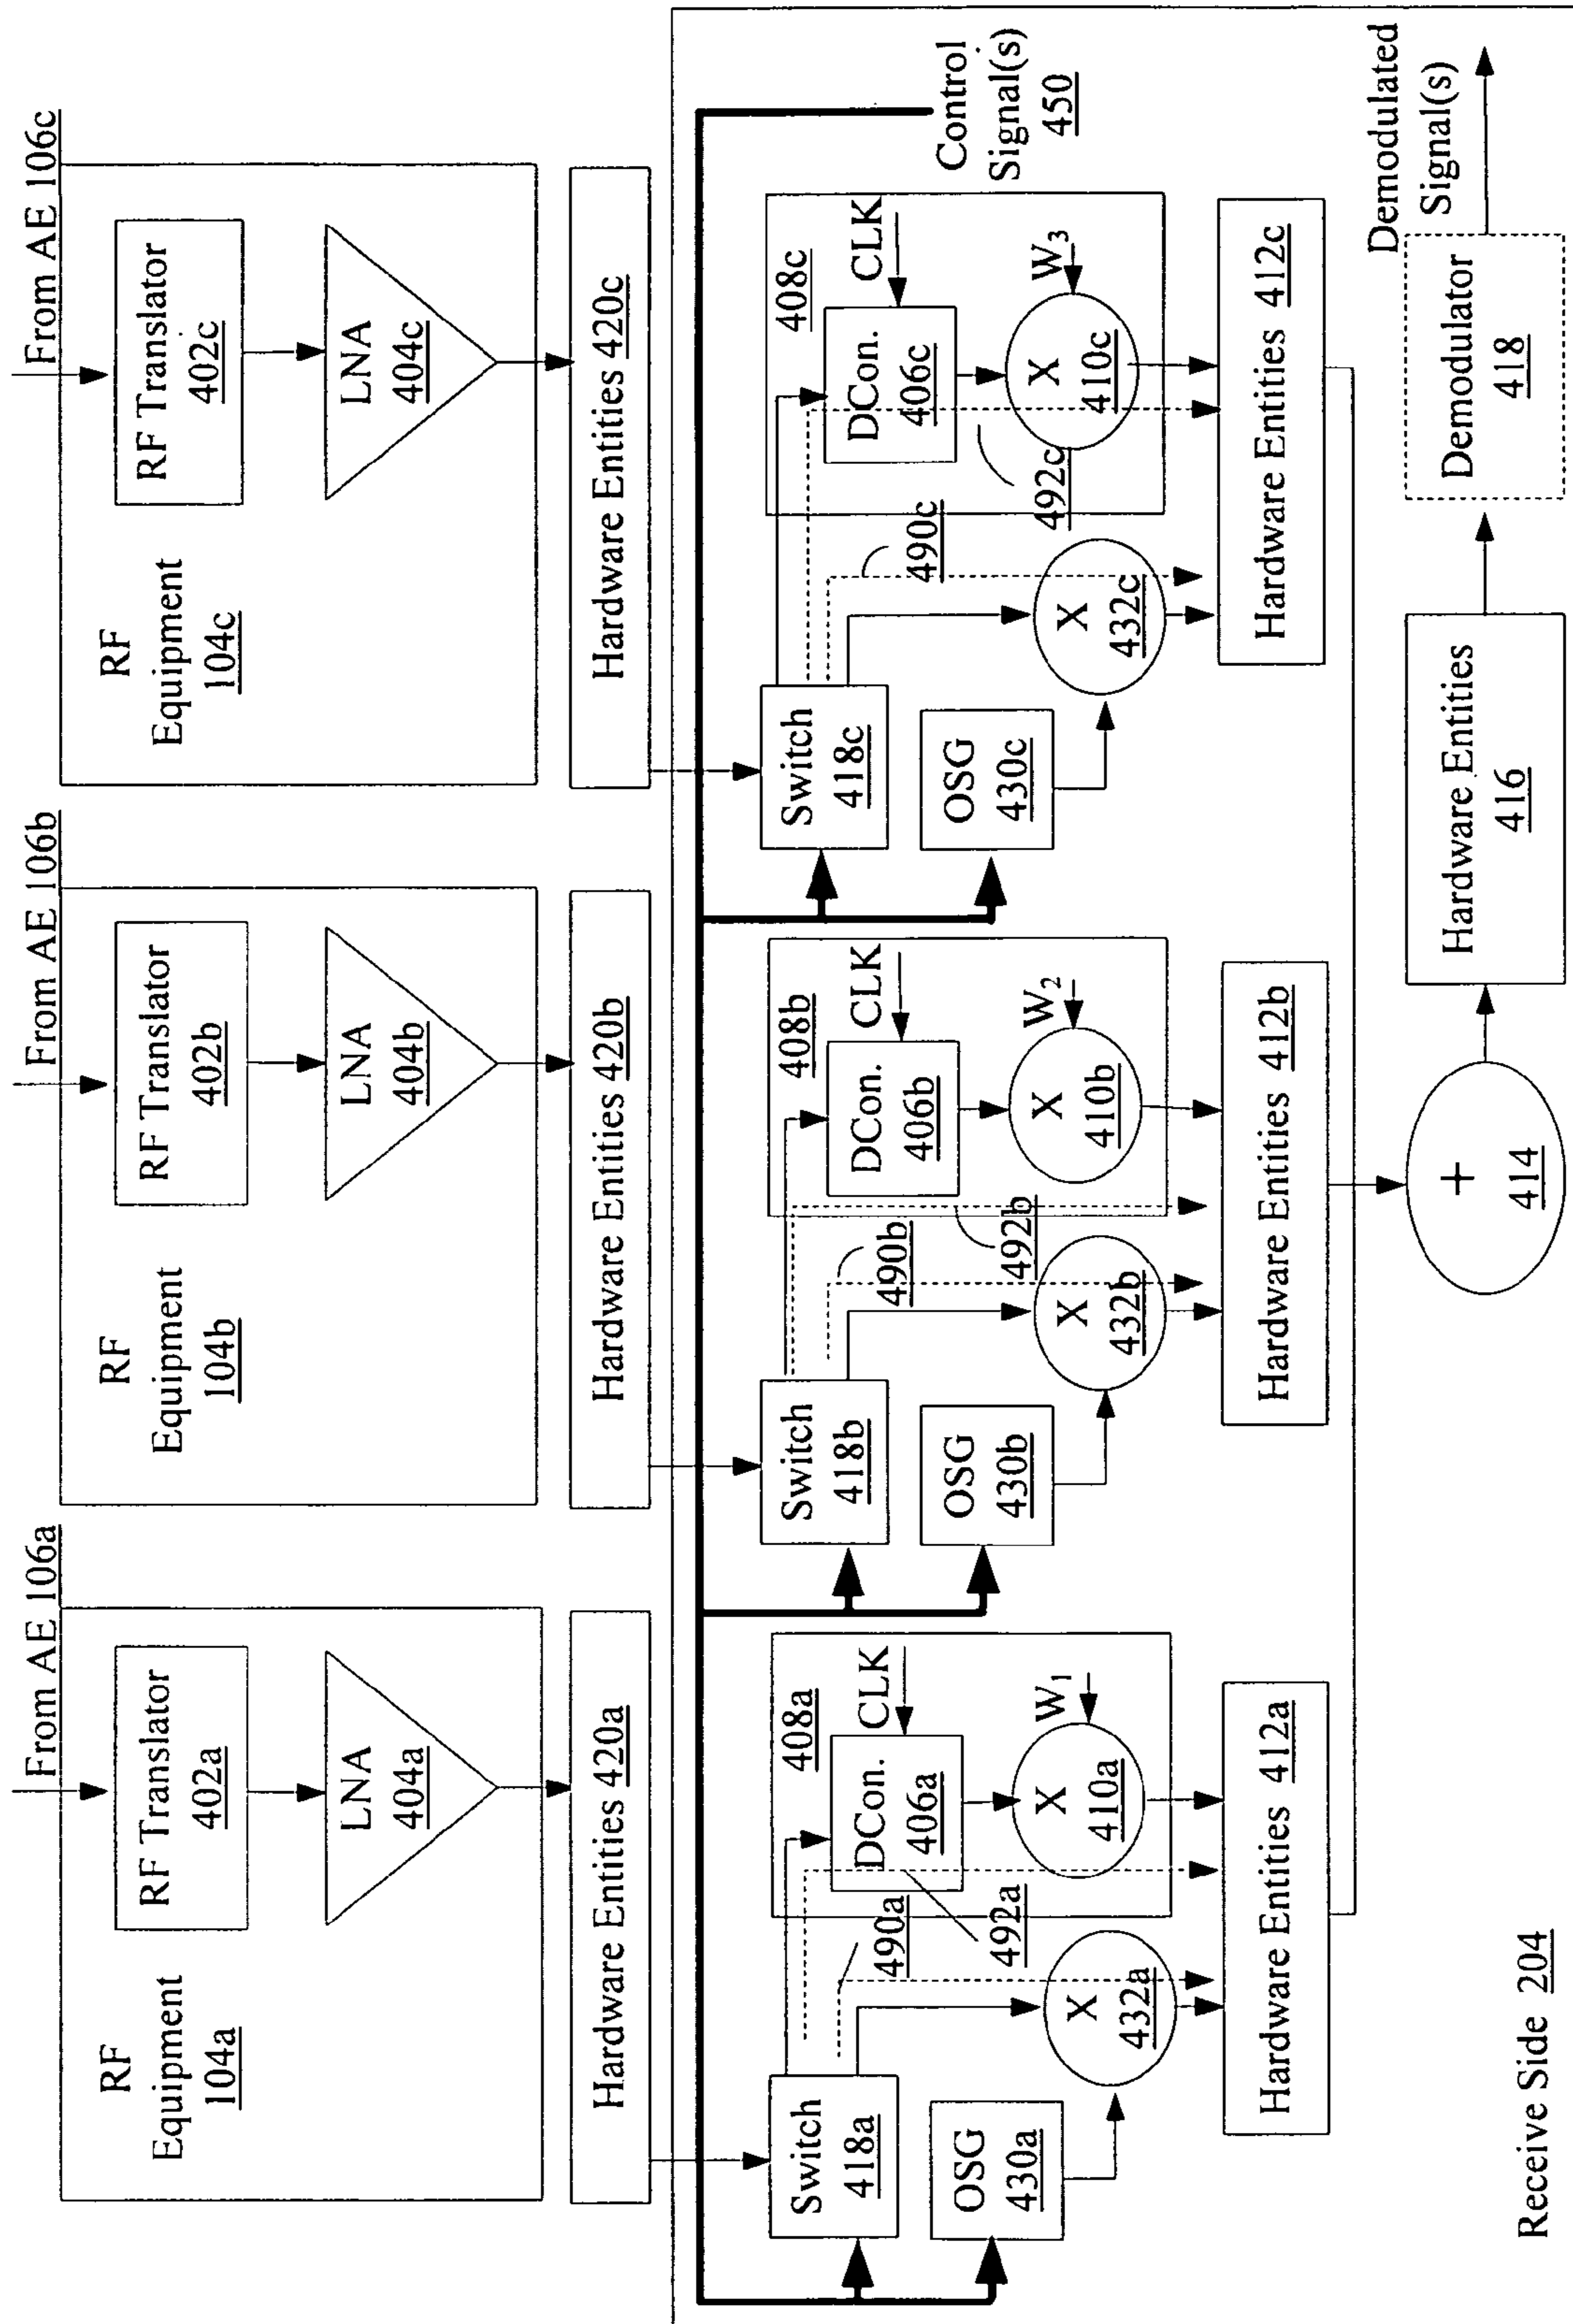 From AE 106a
RF Translator
402a
LNA
404a
RF
Equipment
104a
Hardware Entities 420a
From AE 106b
RF Translator
402b
LNA
404b
RF
Equipment
104b
Hardware Entities 420b
From AE 106c
RF Translator
402c
LNA
404c
RF
Equipment
104c
Hardware Entities 420c
Control
Signal(s)
450
Switch
418a
OSG
430a
490a
492a
408a
DCon.
406a
CLK
W1
X
410a
X
432a
Hardware Entities 412a
Switch
418b
OSG
430b
490b
492b
408b
DCon.
406b
CLK
W2
X
410b
X
432b
Hardware Entities 412b
Switch
418c
OSG
430c
490c
492c
408c
DCon.
406c
CLK
W3
X
410c
X
432c
Hardware Entities 412c
+
414
Hardware Entities
416
Demodulator
418
Demodulated
Signal(s)
Receive Side 204